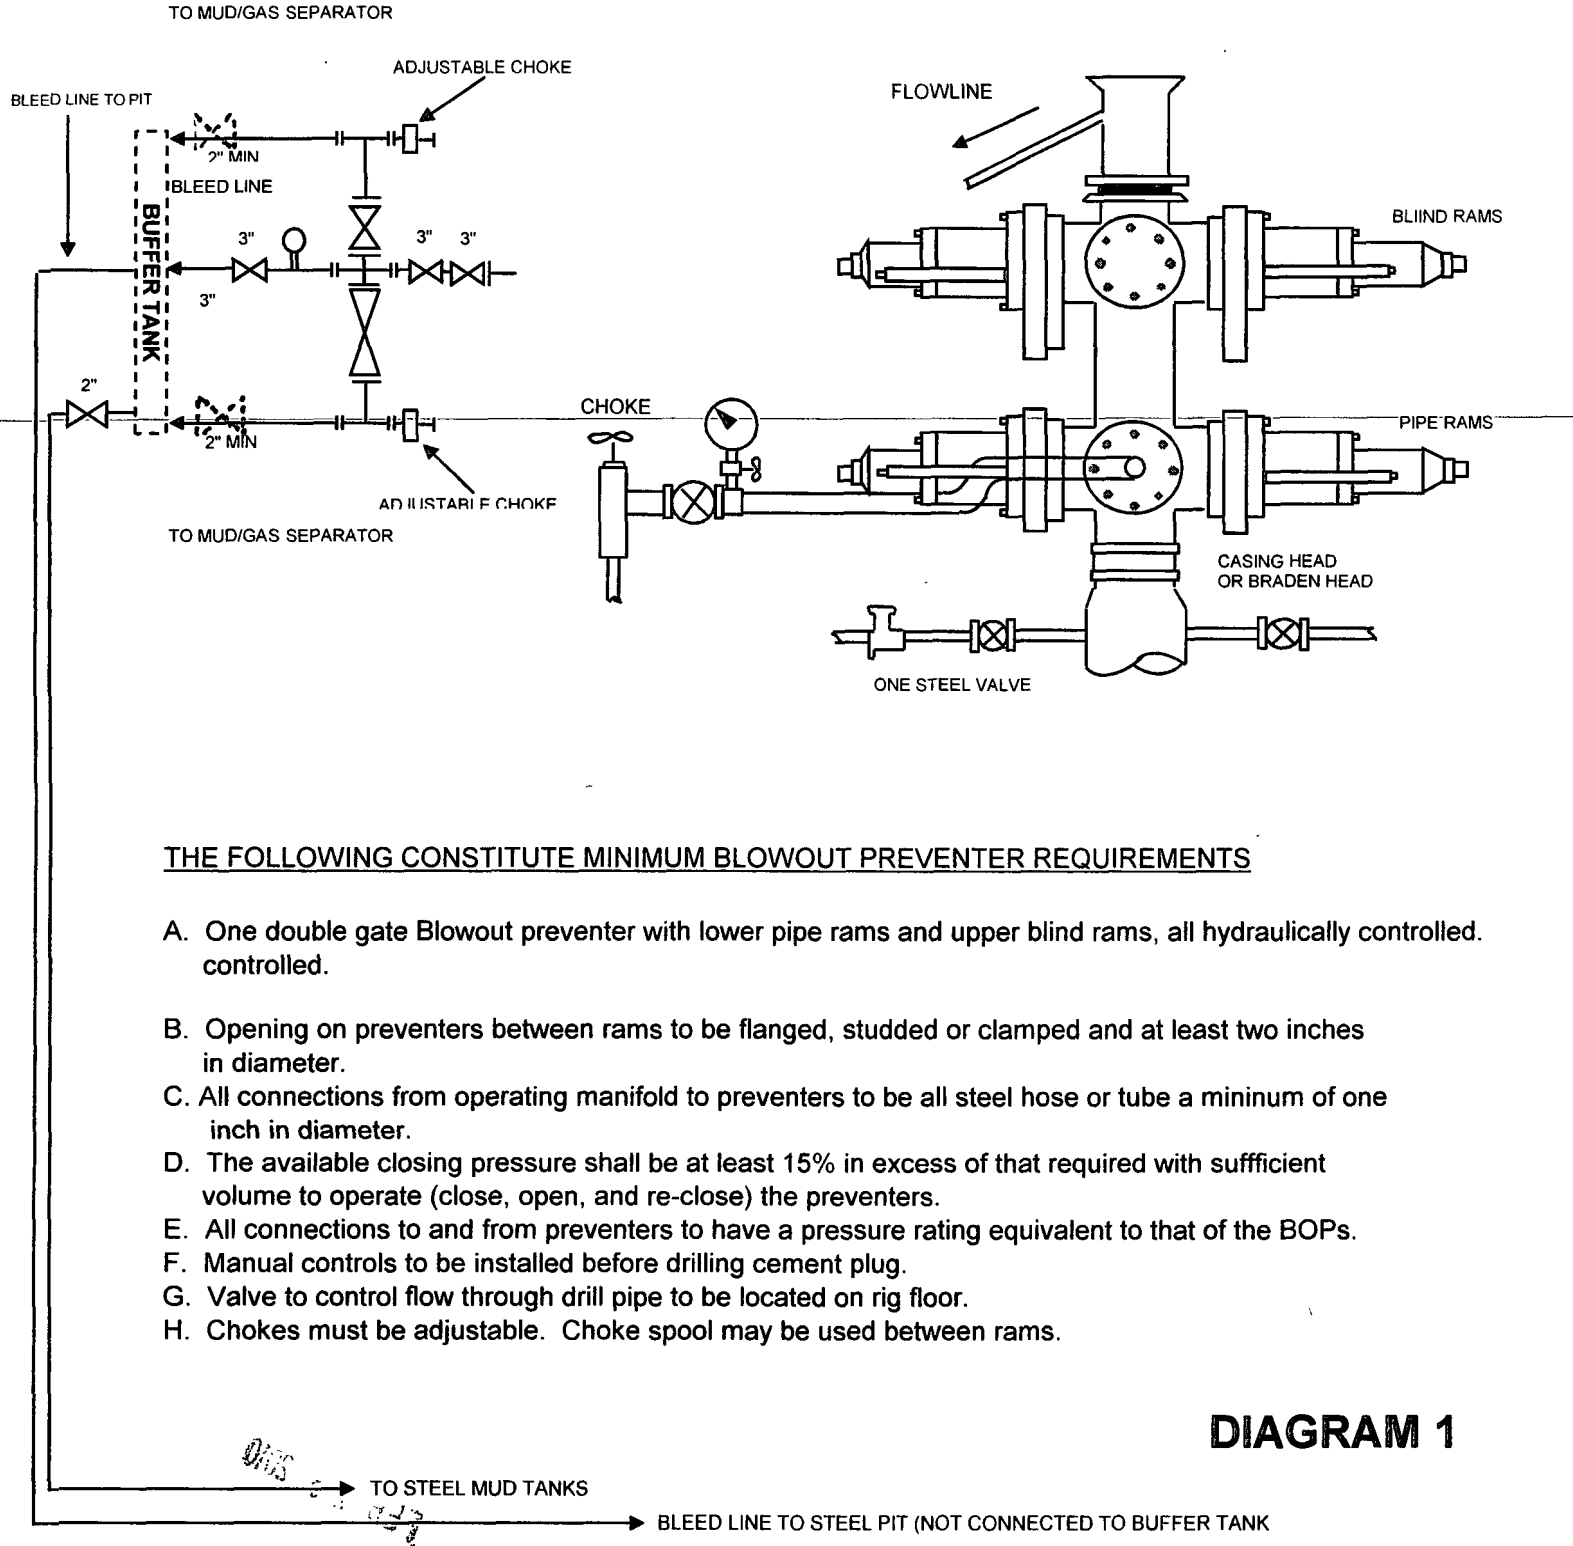 TO MUD/GAS SEPARATOR
ADJUSTABLE CHOKE
BLEED LINE TO PIT
FLOWLINE
2" MIN
BLEED LINE
BLIIND RAMS
BUFFER TANK
3"
3"
3"
3"
2"
CHOKE
PIPE RAMS
2" MIN
ADJUSTABLE CHOKE
TO MUD/GAS SEPARATOR
CASING HEAD
OR BRADEN HEAD
ONE STEEL VALVE
THE FOLLOWING CONSTITUTE MINIMUM BLOWOUT PREVENTER REQUIREMENTS
A. One double gate Blowout preventer with lower pipe rams and upper blind rams, all hydraulically controlled.
controlled.
B. Opening on preventers between rams to be flanged, studded or clamped and at least two inches
in diameter.
C. All connections from operating manifold to preventers to be all steel hose or tube a mininum of one
inch in diameter.
D. The available closing pressure shall be at least 15% in excess of that required with suffficient
volume to operate (close, open, and re-close) the preventers.
E. All connections to and from preventers to have a pressure rating equivalent to that of the BOPs.
F. Manual controls to be installed before drilling cement plug.
G. Valve to control flow through drill pipe to be located on rig floor.
H. Chokes must be adjustable. Choke spool may be used between rams.
DIAGRAM 1
TO STEEL MUD TANKS
BLEED LINE TO STEEL PIT (NOT CONNECTED TO BUFFER TANK